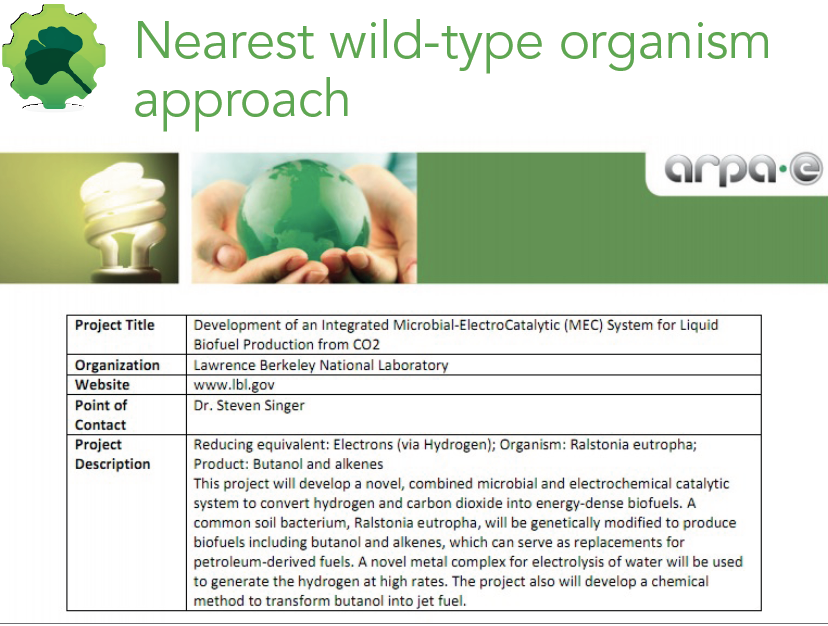 Nearest wild-type organism
approach
arpa·e
Project Title
Development of an Integrated Microbial-ElectroCatalytic (MEC) System for Liquid
Biofuel Production from CO2
Organization
Lawrence Berkeley National Laboratory
Website
www.lbl.gov
Point of
Contact
Dr. Steven Singer
Project
Description
Reducing equivalent: Electrons (via Hydrogen); Organism: Ralstonia eutropha;
Product: Butanol and alkenes
This project will develop a novel, combined microbial and electrochemical catalytic
system to convert hydrogen and carbon dioxide into energy-dense biofuels. A
common soil bacterium, Ralstonia eutropha, will be genetically modified to produce
biofuels including butanol and alkenes, which can serve as replacements for
petroleum-derived fuels. A novel metal complex for electrolysis of water will be used
to generate the hydrogen at high rates. The project also will develop a chemical
method to transform butanol into jet fuel.